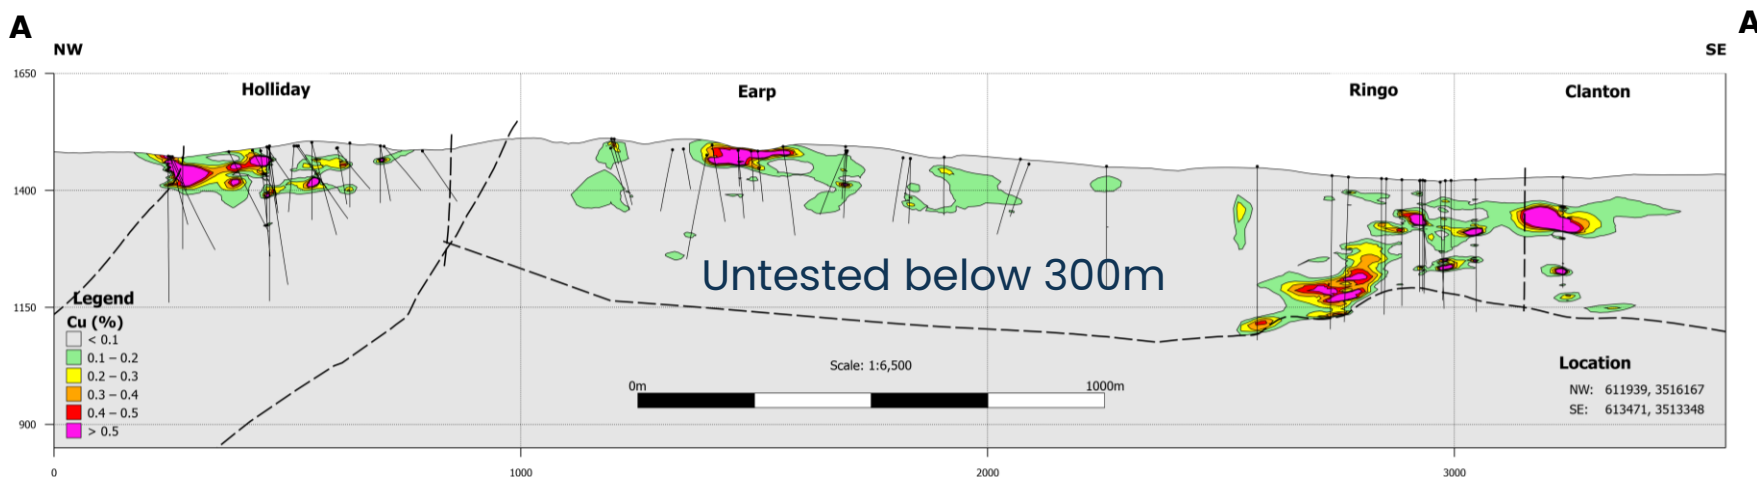 A
A
NW
SE
1650
Holliday
Earp
Ringo
Clanton
1400
Untested below 300m
1150
Legend
Cu (%)
< 0.1
0.1 – 0.2
0.2 – 0.3
0.3 – 0.4
0.4 – 0.5
> 0.5
Scale: 1:6,500
0m
1000m
Location
NW: 611939, 3516167
SE: 613471, 3513348
900
0
1000
2000
3000